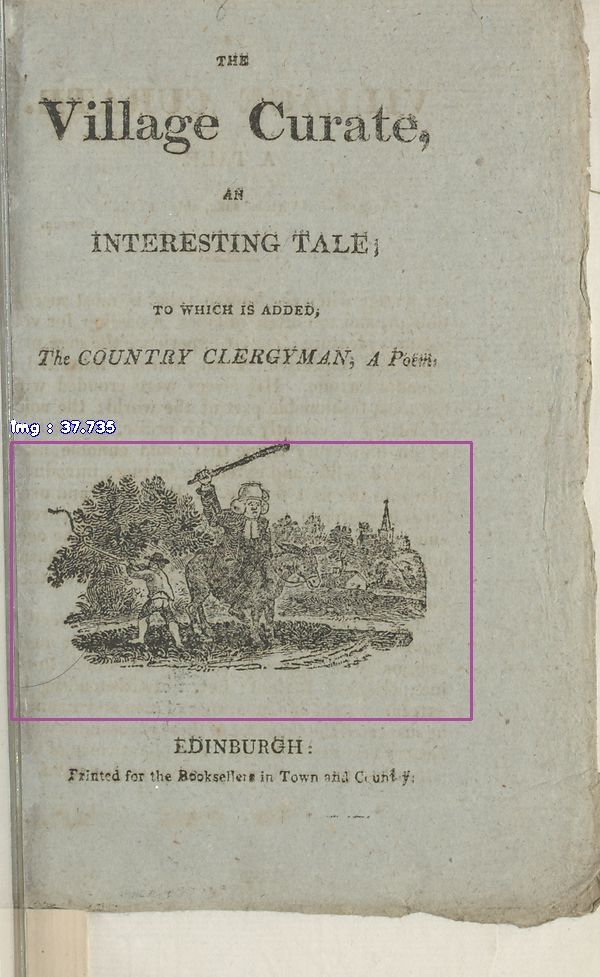 THE
Village Curate,
AN
INTERESTING TALE;
TO WHICH IS ADDED,
The COUNTRY CLERGYMAN, A Poem.
img : 37.735
EDINBURGH:
Printed for the Booksellers in Town and County.